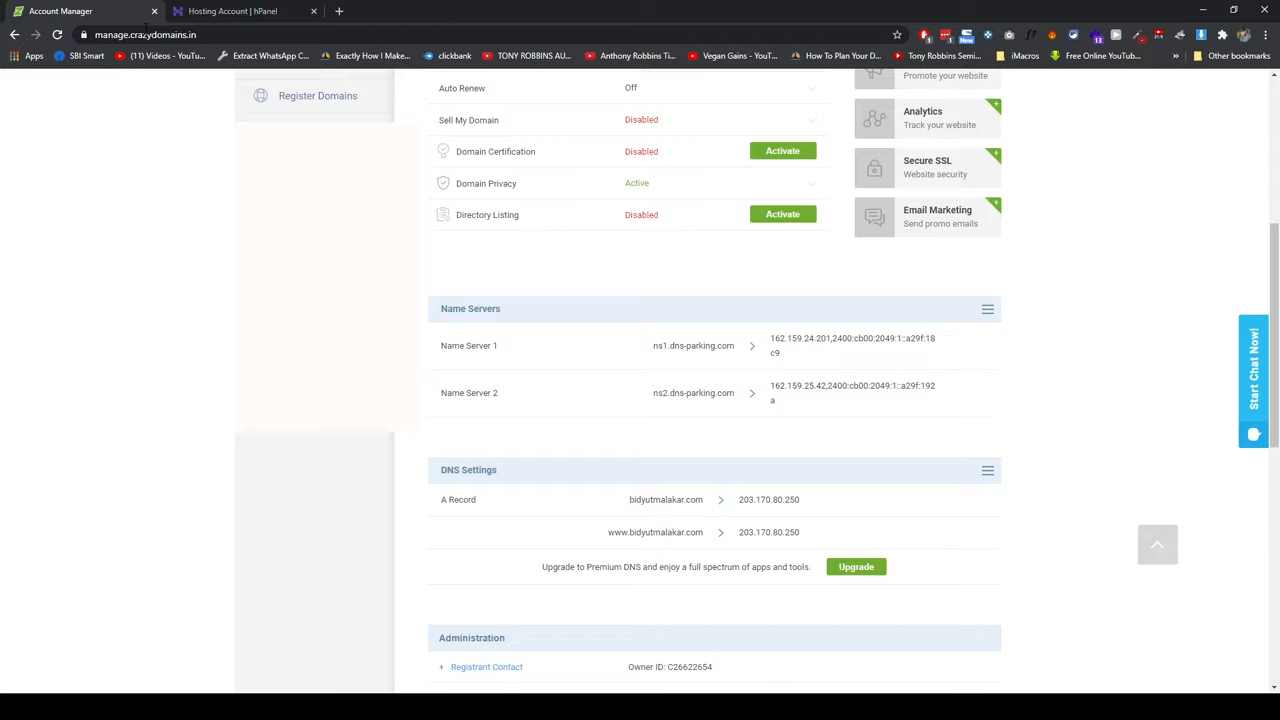 Account Manager
Hosting Account | hPanel
manage.crazydomains.in
Apps
SBI Smart
(11) Videos - YouTu...
Extract WhatsApp C...
Exactly How I Make...
clickbank
TONY ROBBINS AU...
Anthony Robbins Ti...
Vegan Gains - YouT...
How To Plan Your D...
Tony Robbins Semi...
iMacros
Free Online YouTub...
Other bookmarks
Promote your website
Register Domains
Auto Renew
Off
Analytics
Track your website
Sell My Domain
Disabled
Domain Certification
Disabled
Activate
Secure SSL
Website security
Domain Privacy
Active
Directory Listing
Disabled
Activate
Email Marketing
Send promo emails
Name Servers
Name Server 1
ns1.dns-parking.com
162.159.24.201,2400:cb00:2049:1::a29f:18
c9
Name Server 2
ns2.dns-parking.com
162.159.25.42,2400:cb00:2049:1::a29f:192
a
Start Chat Now!
DNS Settings
A Record
bidyutmalakar.com
203.170.80.250
www.bidyutmalakar.com
203.170.80.250
Upgrade to Premium DNS and enjoy a full spectrum of apps and tools.
Upgrade
Administration
+ Registrant Contact
Owner ID: C26622654